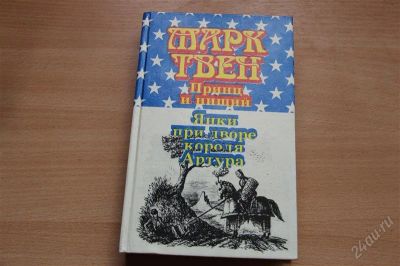 МАРК
ТВЕН
Принц
и нищий
Янки
при дворе
короля
Артура
24au.ru